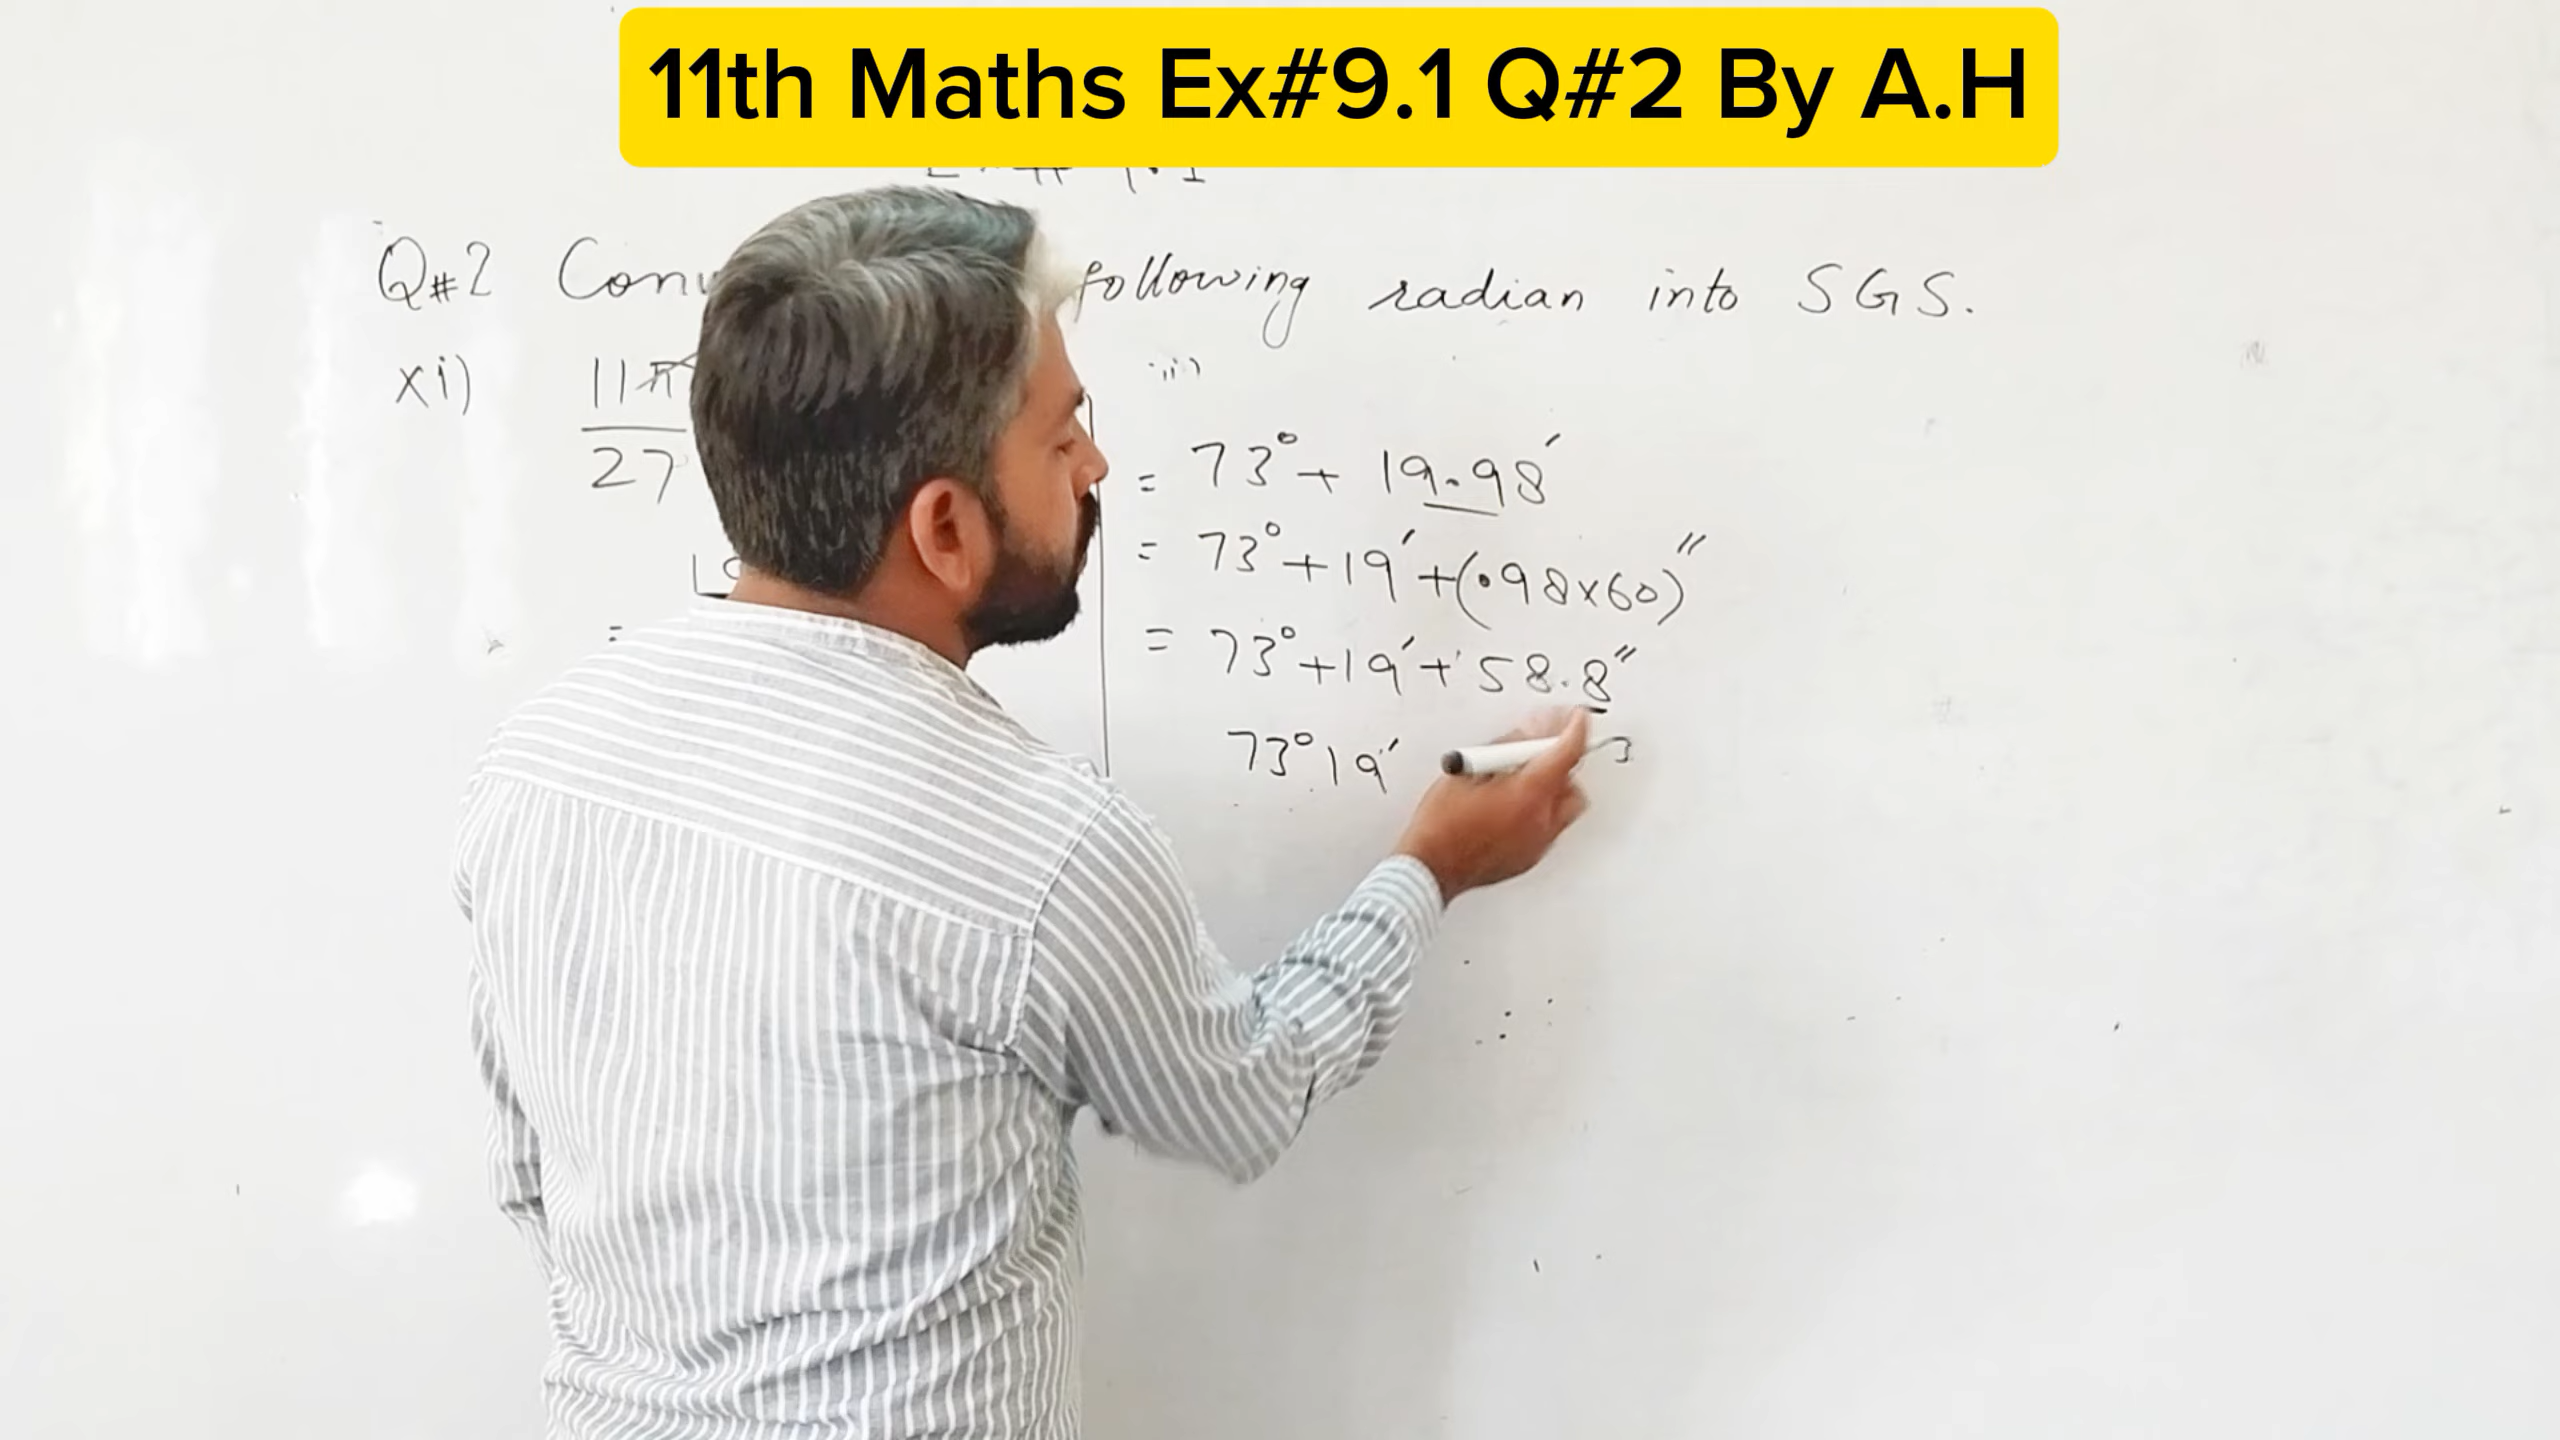 11th Maths Ex#9.1 Q#2 By A.H
Q#2 following radian into SGS.
xi) 11π
27
=
iii)
= 73° + 19.98′
= 73° + 19′ + (.98×60)″
= 73° + 19′ + 58.8″
73° 19′